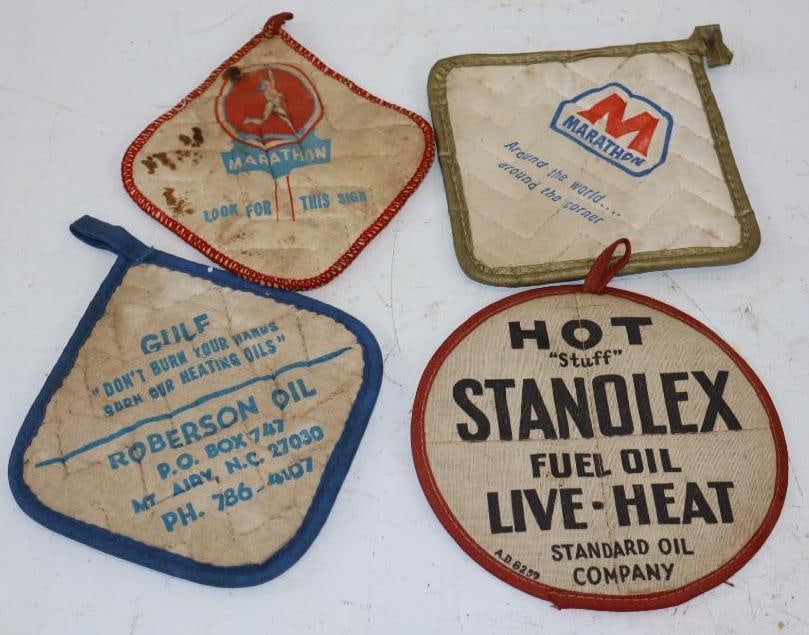 MARATHON
LOOK FOR THIS SIGN
M
MARATHON
Around the world....
around the corner
GULF
"DON'T BURN YOUR HANDS
BURN OUR HEATING OILS"
ROBERSON OIL
P.O. BOX 747
MT AIRY, N.C. 27030
PH. 786-4107
HOT
"Stuff"
STANOLEX
FUEL OIL
LIVE-HEAT
STANDARD OIL
COMPANY
A.D. 6259